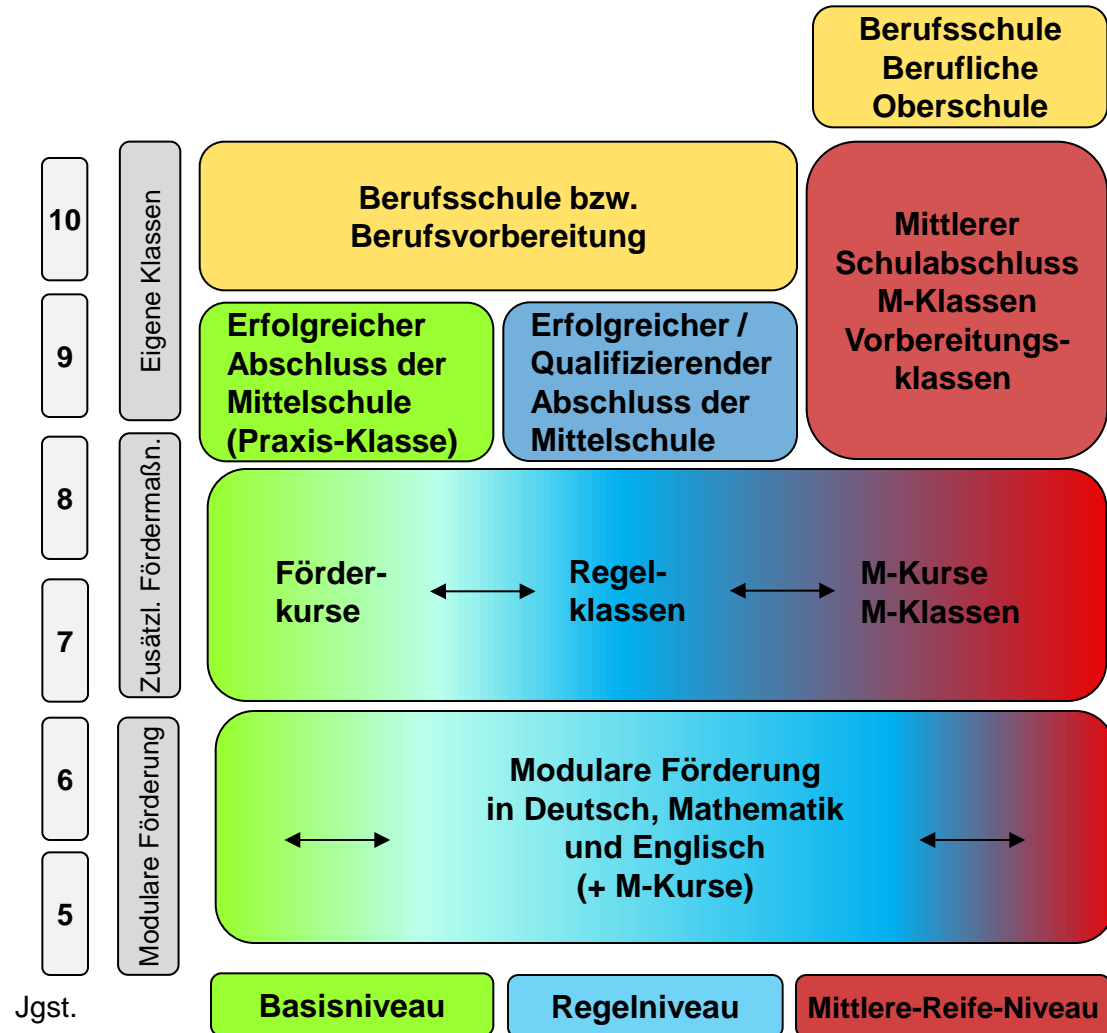 Berufsschule
Berufliche
Oberschule
10
9
8
7
6
5
Jgst.
Eigene Klassen
Zusätzl. Fördermaßn.
Modulare Förderung
Berufsschule bzw.
Berufsvorbereitung
Mittlerer
Schulabschluss
M-Klassen
Vorbereitungs-
klassen
Erfolgreicher
Abschluss der
Mittelschule
(Praxis-Klasse)
Erfolgreicher /
Qualifizierender
Abschluss der
Mittelschule
Förder-
kurse
Regel-
klassen
M-Kurse
M-Klassen
Modulare Förderung
in Deutsch, Mathematik
und Englisch
(+ M-Kurse)
Basisniveau
Regelniveau
Mittlere-Reife-Niveau